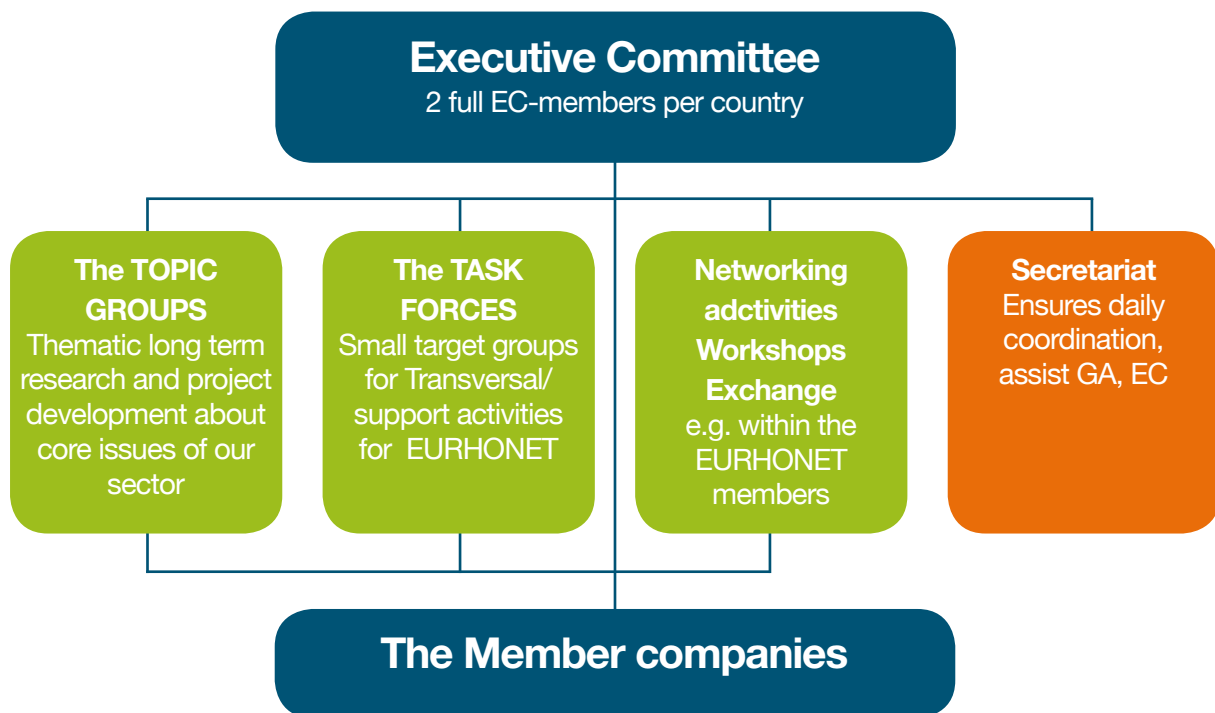 Executive Committee
2 full EC-members per country
The TOPIC
GROUPS
Thematic long term
research and project
development about
core issues of our
sector
The TASK
FORCES
Small target groups
for Transversal/
support activities
for EURHONET
Networking
adctivities
Workshops
Exchange
e.g. within the
EURHONET
members
Secretariat
Ensures daily
coordination,
assist GA, EC
The Member companies